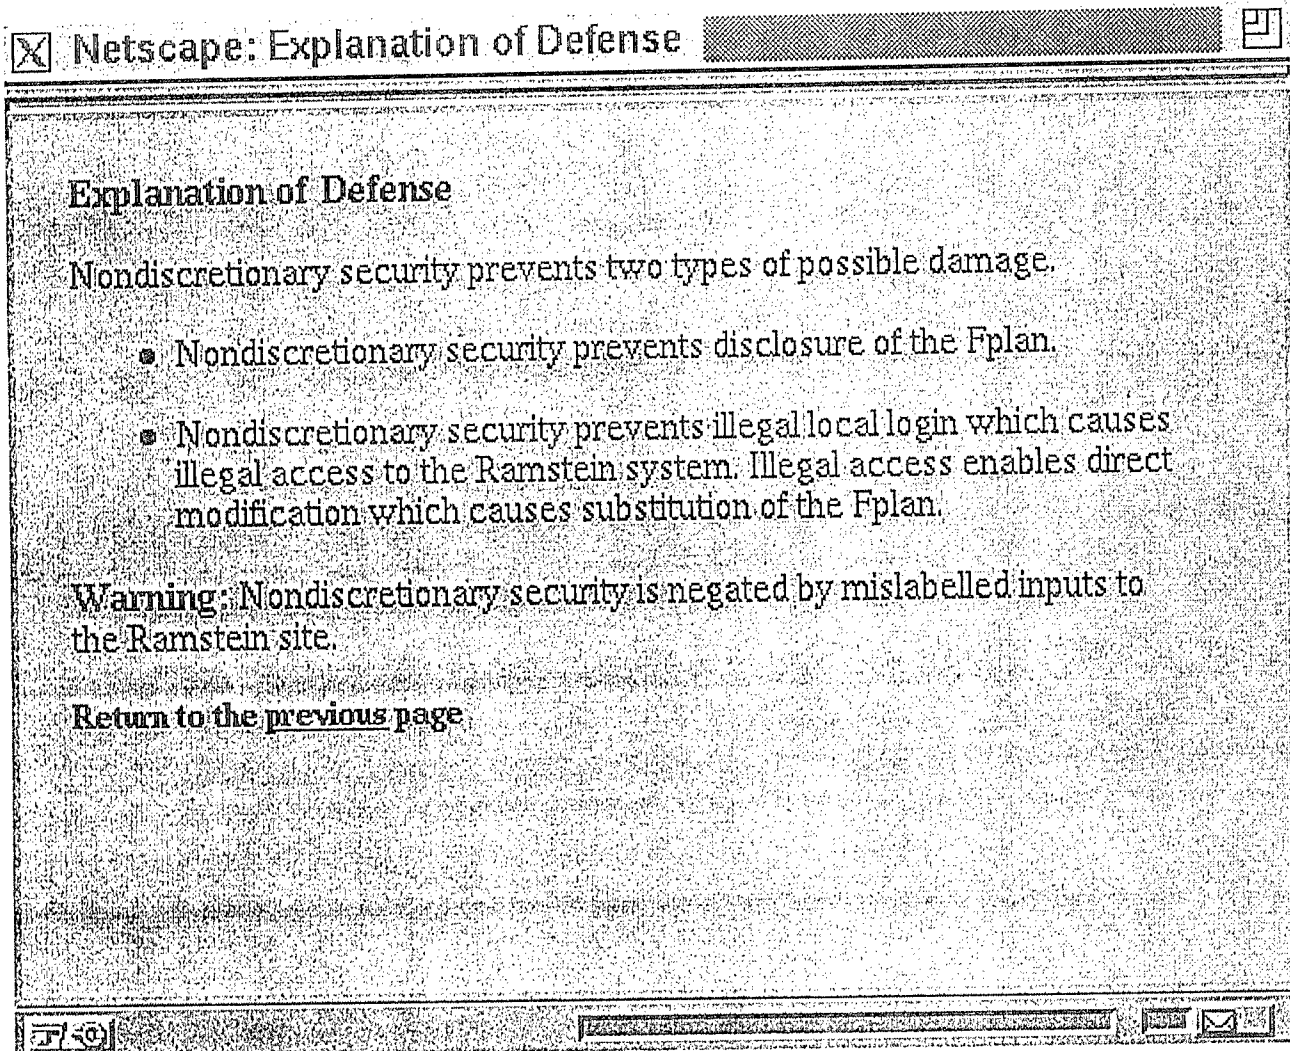 Netscape: Explanation of Defense
Explanation of Defense
Nondiscretionary security prevents two types of possible damage.
Nondiscretionary security prevents disclosure of the Fplan.
Nondiscretionary security prevents illegal local login which causes
illegal access to the Ramstein system. Illegal access enables direct
modification which causes substitution of the Fplan.
Warning: Nondiscretionary security is negated by mislabelled inputs to
the Ramstein site.
Return to the previous page